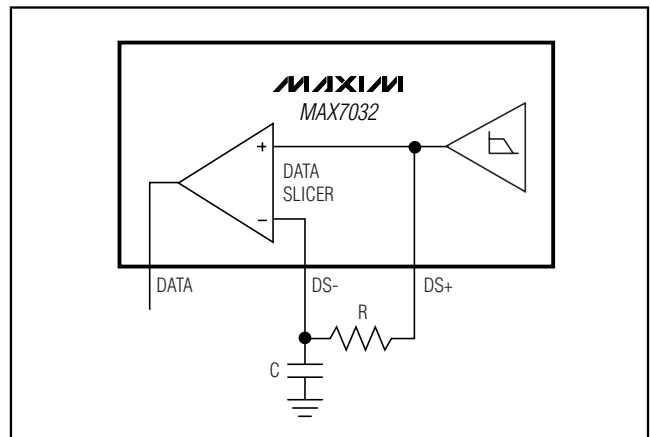 MAXIM
MAX7032
+
DATA
SLICER
−
DATA
DS-
DS+
R
C